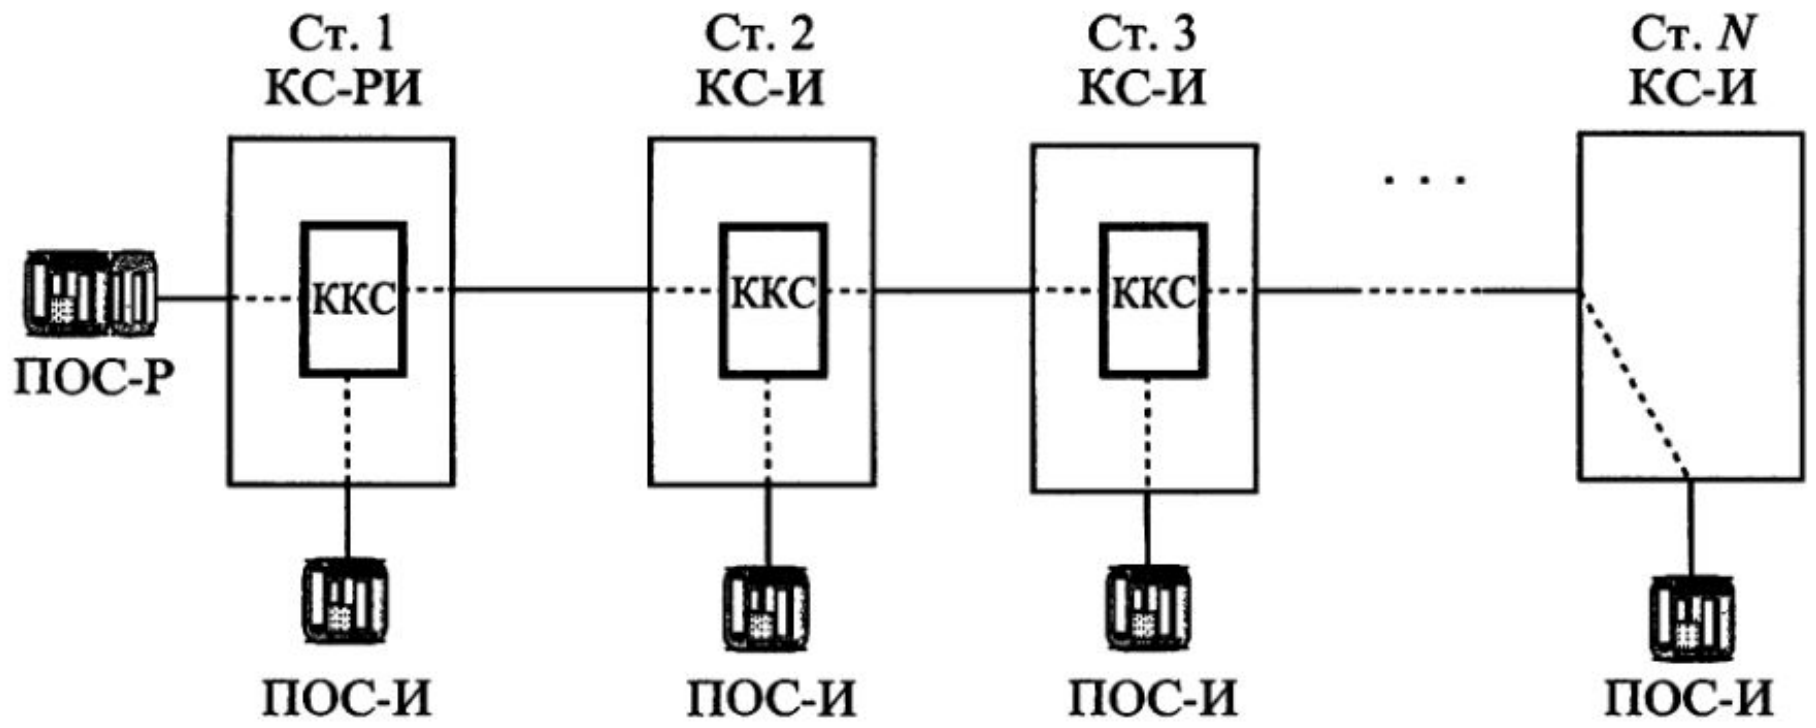 Ст. 1
КС-РИ
Ст. 2
КС-И
Ст. 3
КС-И
Ст. N
КС-И
. . .
ККС
ККС
ККС
ПОС-Р
ПОС-И
ПОС-И
ПОС-И
ПОС-И